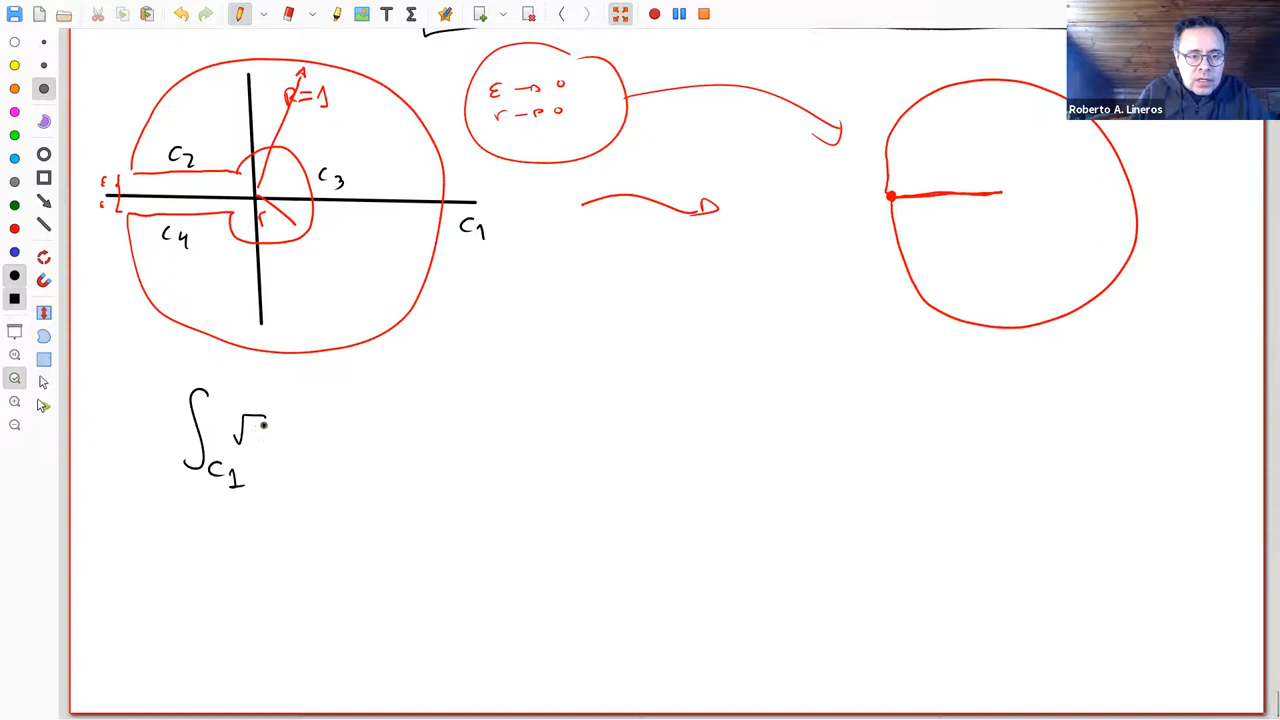 R=1
ε → 0
r → 0
Roberto A. Lineros
C2
C3
ε
ε
r
C4
C1
∫C1 √